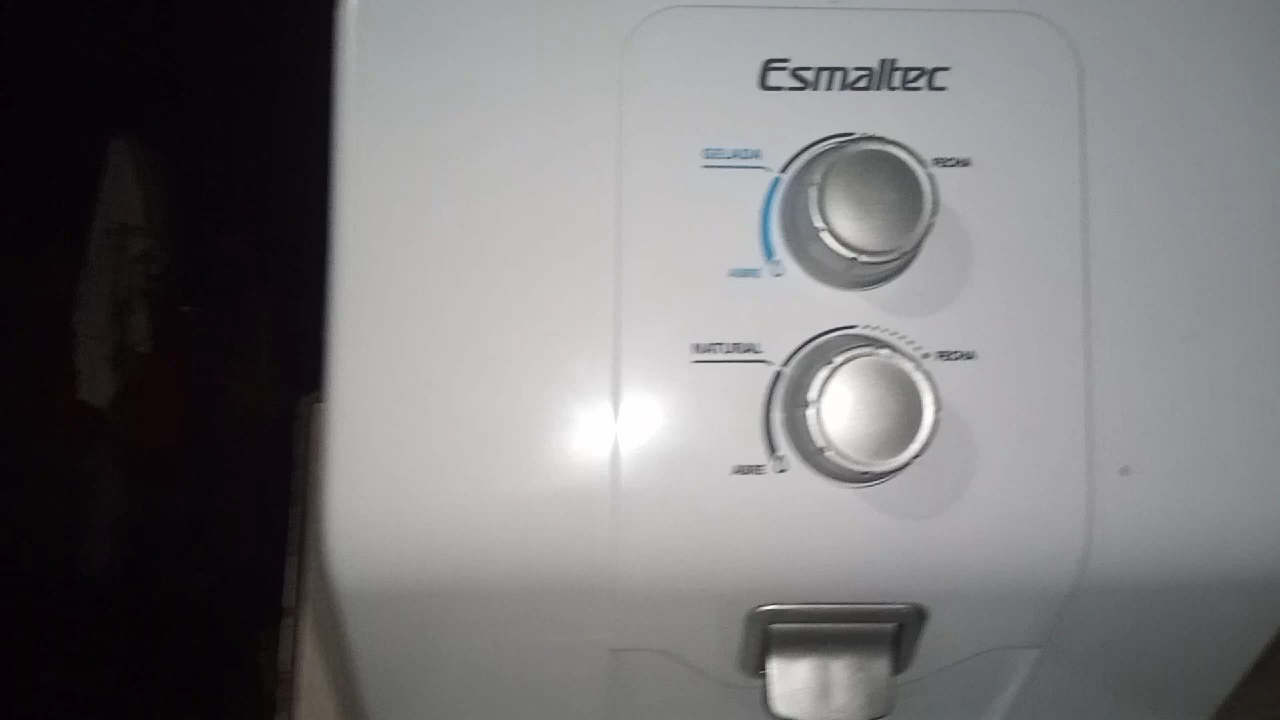 Esmaltec
GELADA
FECHA
ABRE
NATURAL
FECHA
ABRE